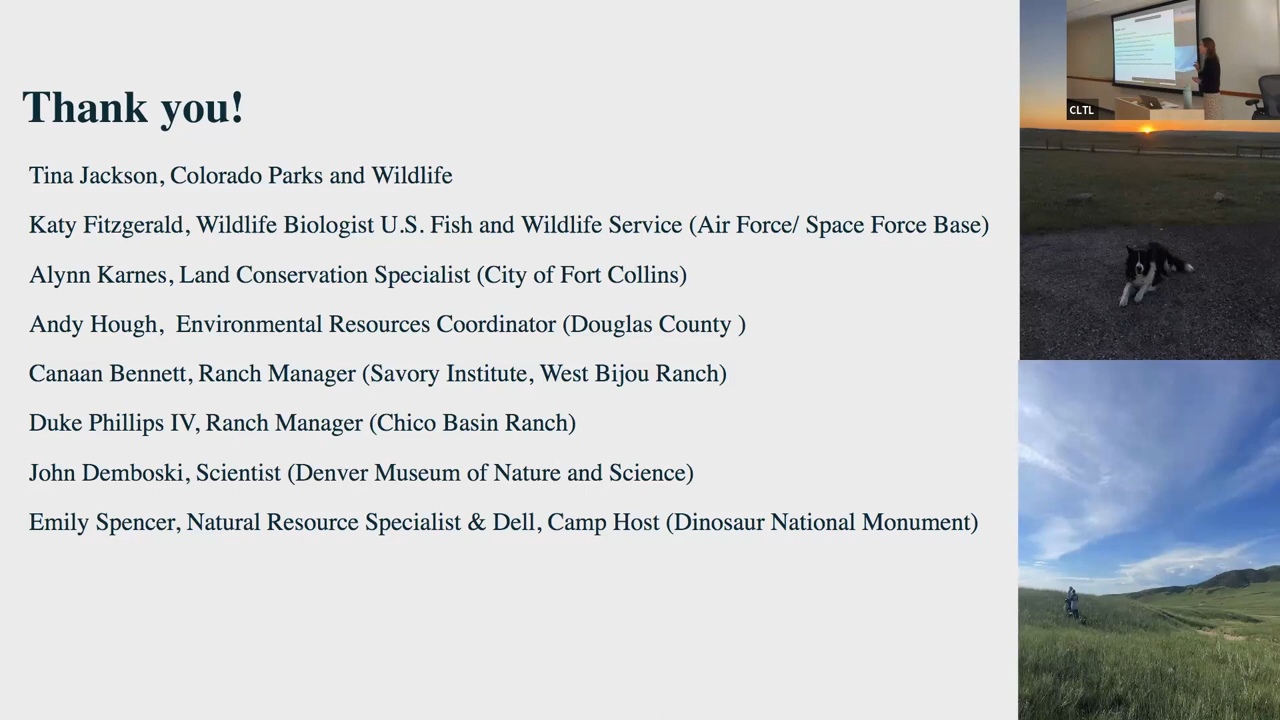 Thank you!
Tina Jackson, Colorado Parks and Wildlife
Katy Fitzgerald, Wildlife Biologist U.S. Fish and Wildlife Service (Air Force/ Space Force Base)
Alynn Karnes, Land Conservation Specialist (City of Fort Collins)
Andy Hough,  Environmental Resources Coordinator (Douglas County )
Canaan Bennett, Ranch Manager (Savory Institute, West Bijou Ranch)
Duke Phillips IV, Ranch Manager (Chico Basin Ranch)
John Demboski, Scientist (Denver Museum of Nature and Science)
Emily Spencer, Natural Resource Specialist & Dell, Camp Host (Dinosaur National Monument)
CLTL